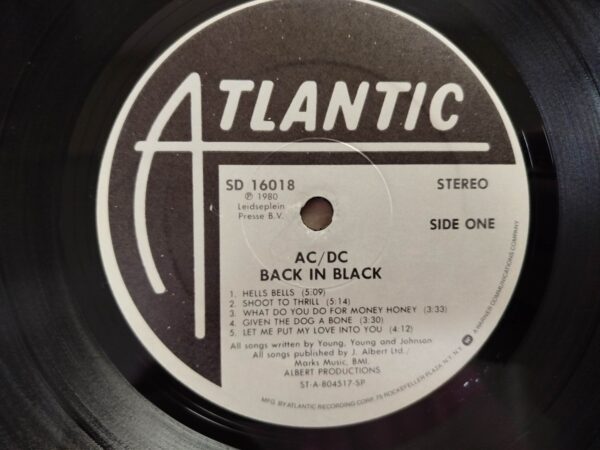 ATLANTIC
SD 16018
STEREO
℗ 1980
Leidseplein
Presse B.V.
SIDE ONE
AC/DC
BACK IN BLACK
1. HELLS BELLS (5:09)
2. SHOOT TO THRILL (5:14)
3. WHAT DO YOU DO FOR MONEY HONEY (3:33)
4. GIVEN THE DOG A BONE (3:30)
5. LET ME PUT MY LOVE INTO YOU (4:12)
All songs written by Young, Young and Johnson
All songs published by J. Albert Ltd./
Marks Music, BMI.
ALBERT PRODUCTIONS
ST-A-804517-SP
MFG. BY ATLANTIC RECORDING CORP. 75 ROCKEFELLER PLAZA, N.Y. N.Y. A WARNER COMMUNICATIONS COMPANY